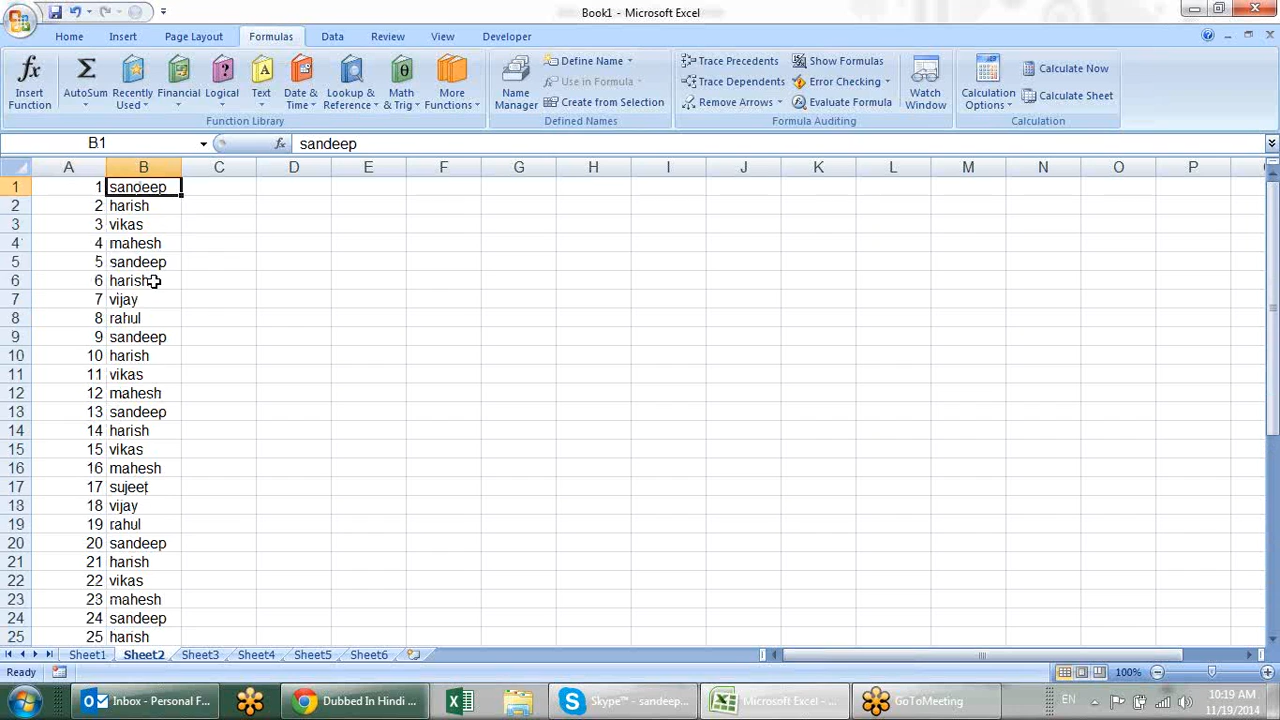 Book1 - Microsoft Excel
Home Insert Page Layout Formulas Data Review View Developer
Insert Function
AutoSum
Recently Used
Financial
Logical
Text
Date & Time
Lookup & Reference
Math & Trig
More Functions
Function Library
Name Manager
Define Name
Use in Formula
Create from Selection
Defined Names
Trace Precedents
Trace Dependents
Remove Arrows
Show Formulas
Error Checking
Evaluate Formula
Watch Window
Formula Auditing
Calculation Options
Calculate Now
Calculate Sheet
Calculation
B1 fx sandeep
A B C D E F G H I J K L M N O P
1 1 sandeep
2 2 harish
3 3 vikas
4 4 mahesh
5 5 sandeep
6 6 harish
7 7 vijay
8 8 rahul
9 9 sandeep
10 10 harish
11 11 vikas
12 12 mahesh
13 13 sandeep
14 14 harish
15 15 vikas
16 16 mahesh
17 17 sujeet
18 18 vijay
19 19 rahul
20 20 sandeep
21 21 harish
22 22 vikas
23 23 mahesh
24 24 sandeep
25 25 harish
Sheet1 Sheet2 Sheet3 Sheet4 Sheet5 Sheet6
Ready 100%
Inbox - Personal F... Dubbed In Hindi ... Skype™ - sandeep... Microsoft Excel - ... GoToMeeting EN 10:19 AM
11/19/2014